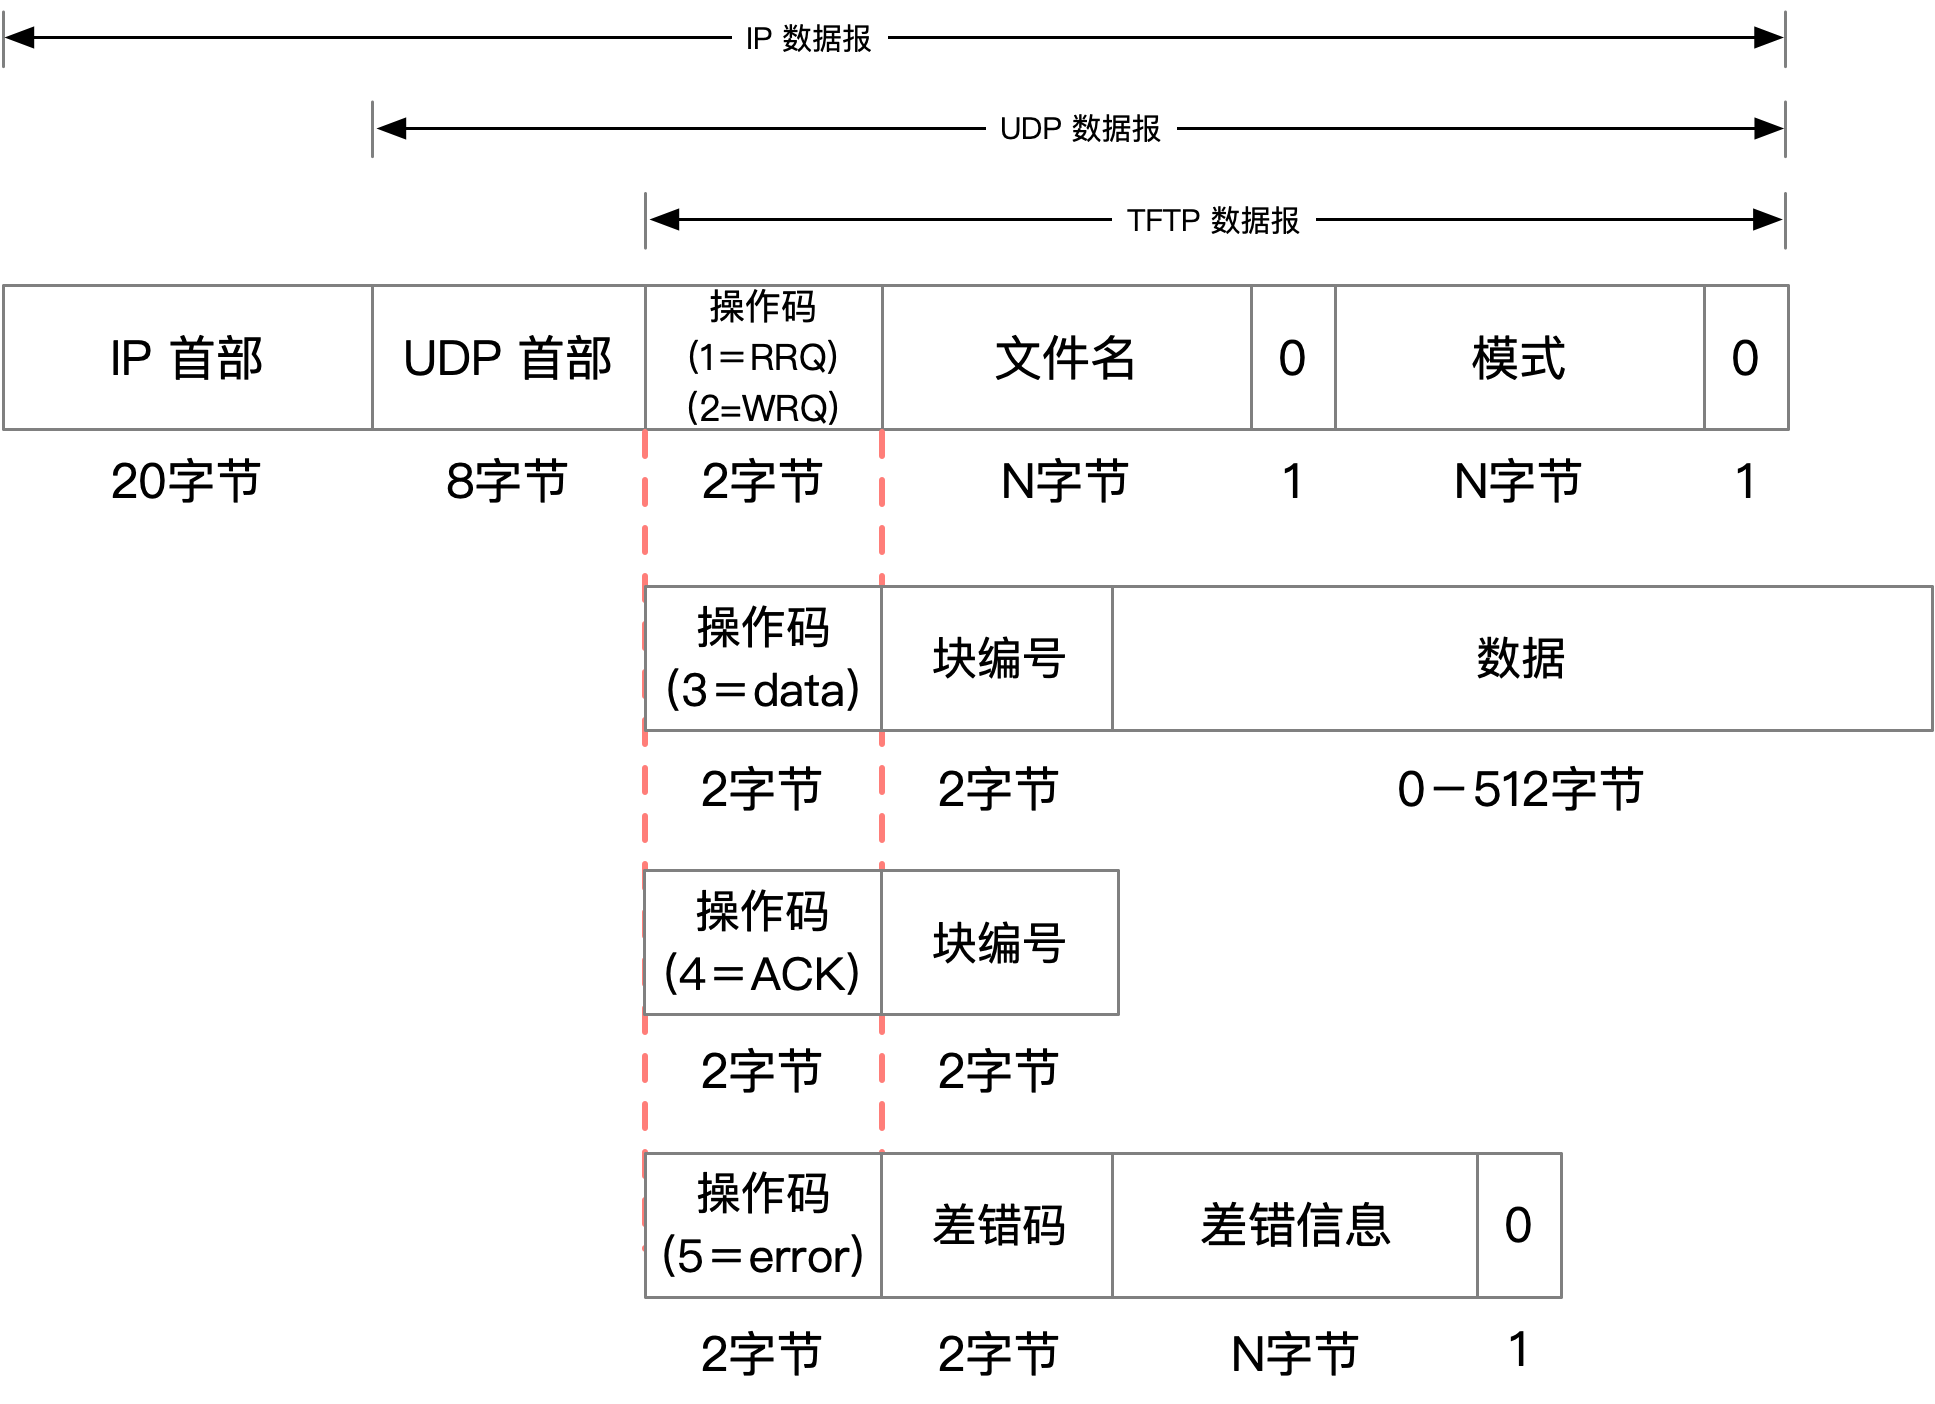 IP 数据报
UDP 数据报
TFTP 数据报
IP 首部
UDP 首部
操作码
(1=RRQ)
(2=WRQ)
文件名
0
模式
0
20字节
8字节
2字节
N字节
1
N字节
1
操作码
(3=data)
块编号
数据
2字节
2字节
0-512字节
操作码
(4=ACK)
块编号
2字节
2字节
操作码
(5=error)
差错码
差错信息
0
2字节
2字节
N字节
1